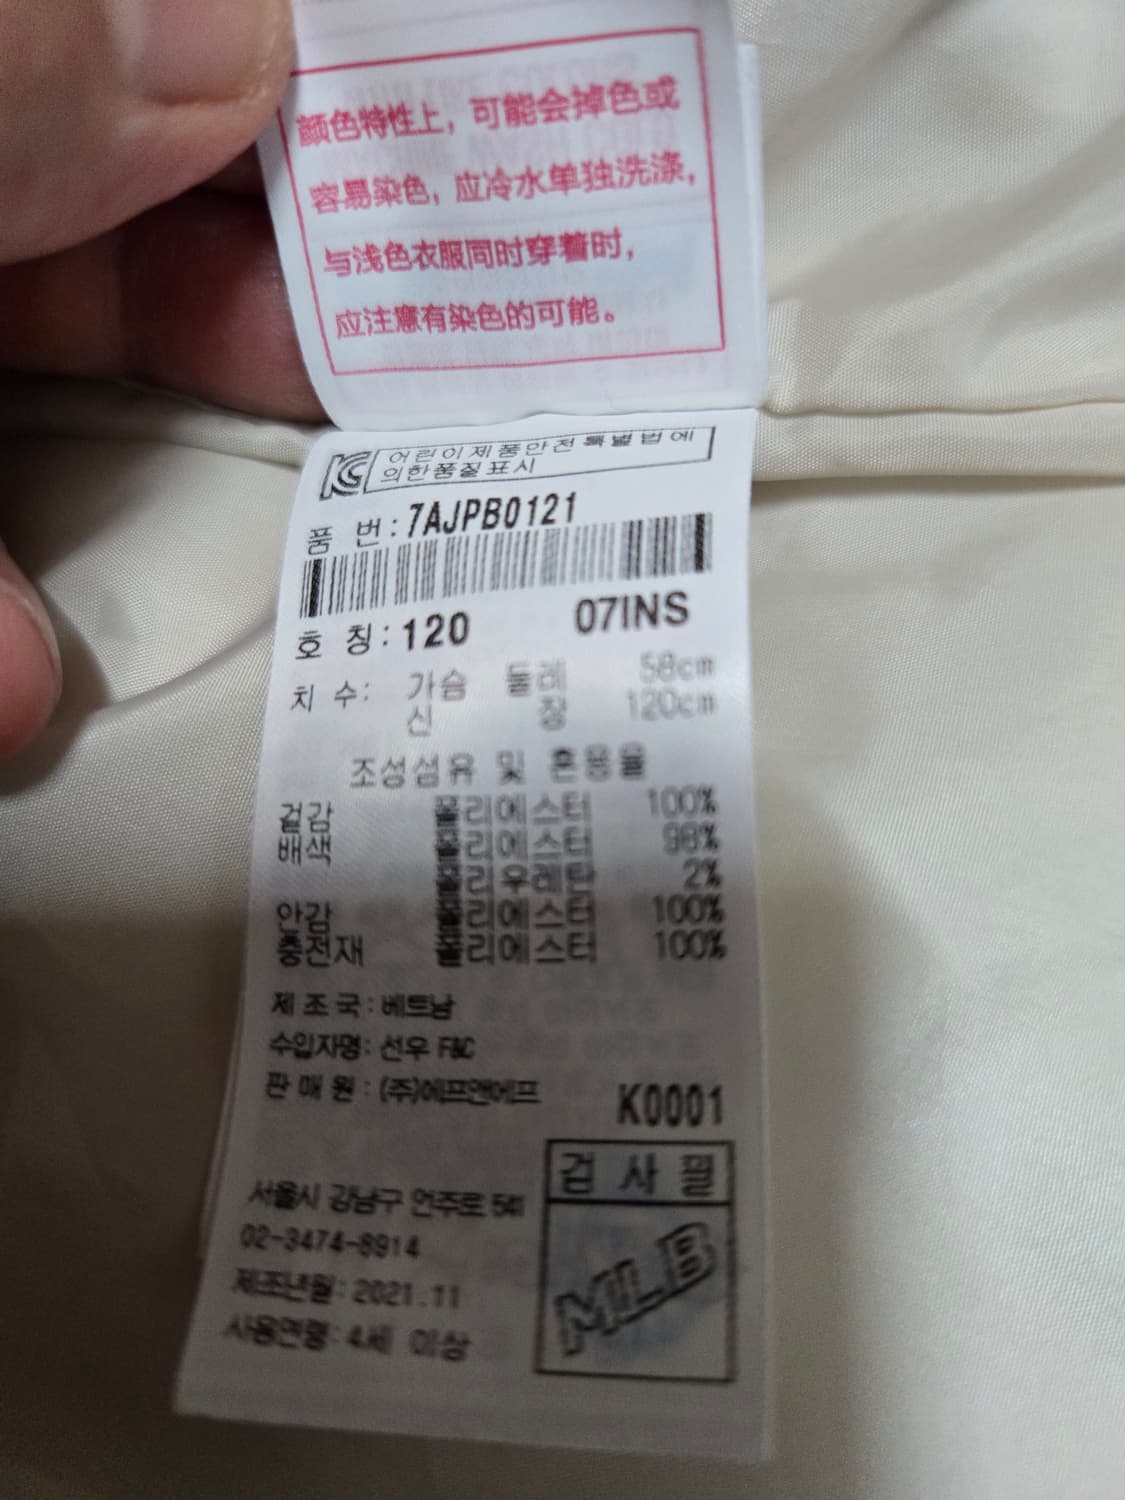 颜色特性上，可能会掉色或
容易染色，应冷水单独洗涤，
与浅色衣服同时穿着时，
应注意有染色的可能。
어린이제품안전특별법에
의한품질표시
품 번:7AJPB0121
호 칭:120 07INS
치 수: 가슴 둘레 58cm
신 장 120cm
조성섬유 및 혼용율
겉감 폴리에스터 100%
배색 폴리에스터 98%
폴리우레탄 2%
안감 폴리에스터 100%
충전재 폴리에스터 100%
제 조 국 : 베트남
수입자명: 선우 F&C
판 매 원 : (주)에프앤에프
K0001
검 사 필
MLB
서울시 강남구 언주로 541
02-3474-8914
제조년월: 2021.11
사용연령: 4세 이상